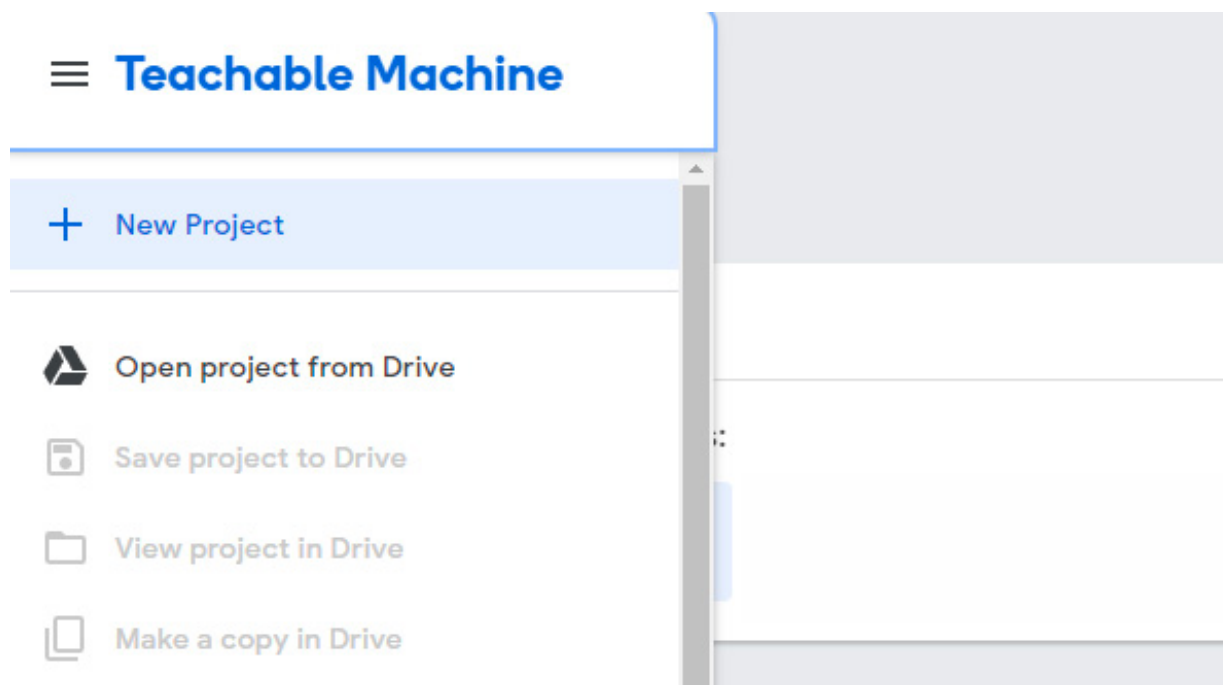 Teachable Machine
New Project
Open project from Drive
s:
Save project to Drive
View project in Drive
Make a copy in Drive